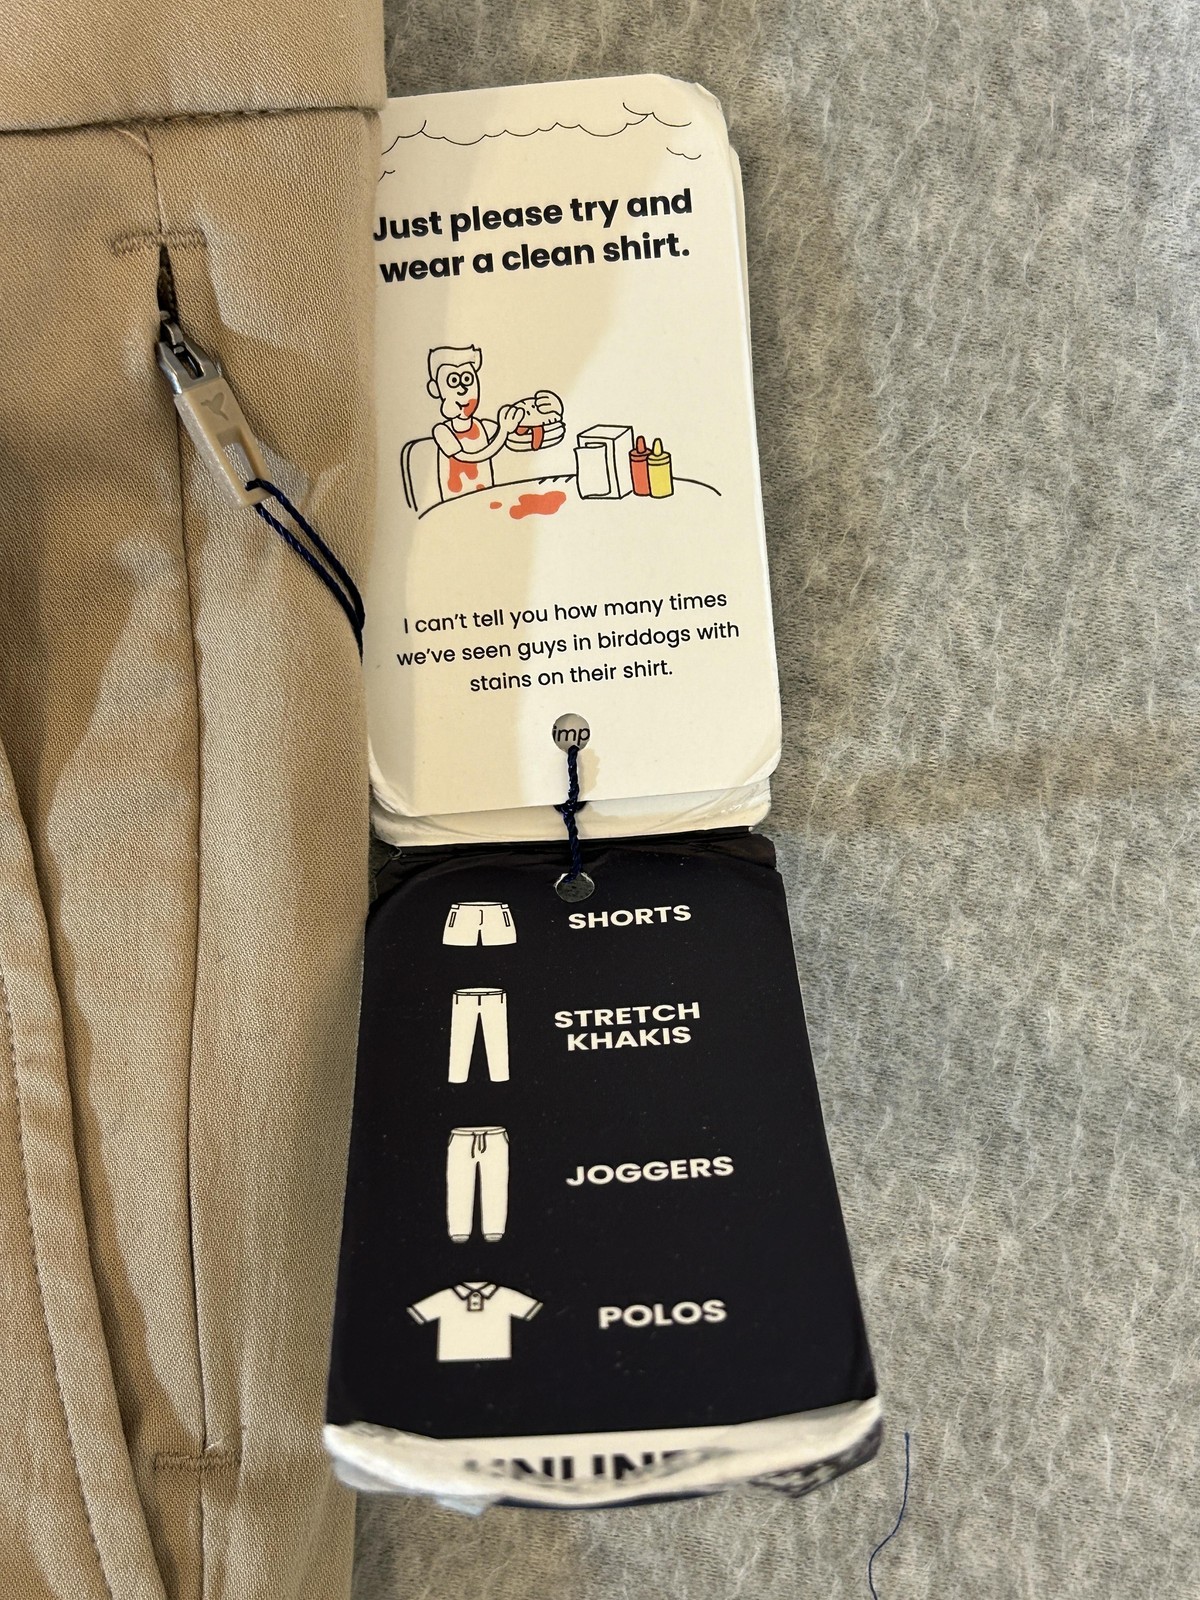 Just please try and
wear a clean shirt.
I can't tell you how many times
we've seen guys in birddogs with
stains on their shirt.
imp
SHORTS
STRETCH
KHAKIS
JOGGERS
POLOS